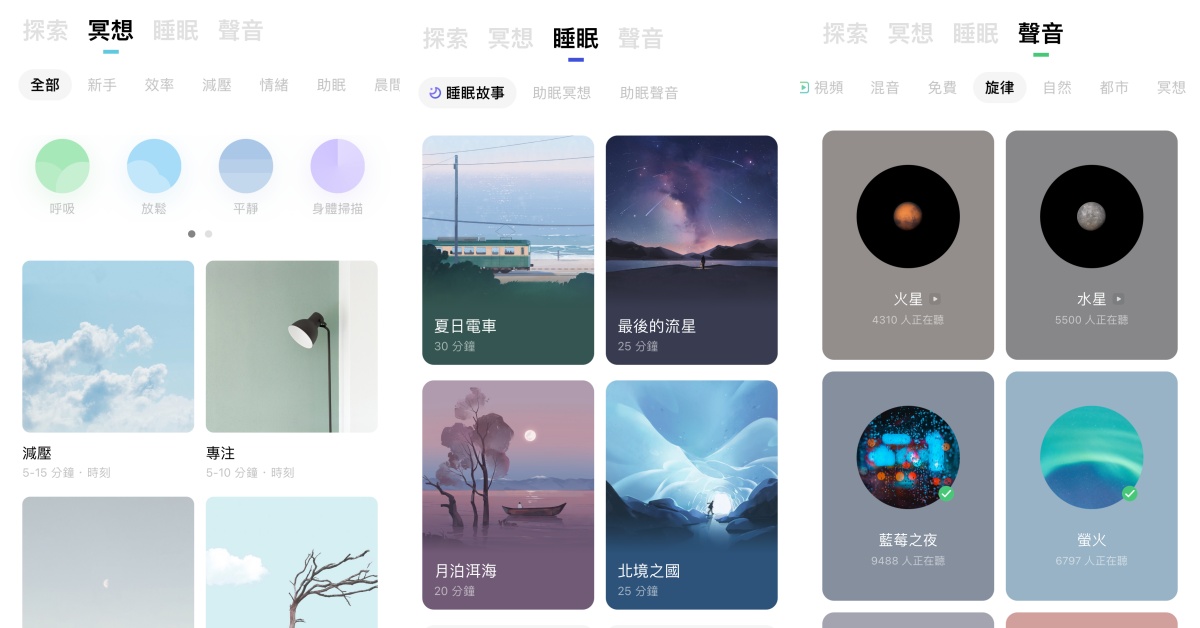 探索 冥想 睡眠 聲音
全部 新手 效率 減壓 情緒 助眠 晨間
呼吸 放鬆 平靜 身體掃描
減壓
5-15 分鐘 · 時刻
專注
5-10 分鐘 · 時刻
探索 冥想 睡眠 聲音
睡眠故事 助眠冥想 助眠聲音
夏日電車
30 分鐘
最後的流星
25 分鐘
月泊洱海
20 分鐘
北境之國
25 分鐘
探索 冥想 睡眠 聲音
視頻 混音 免費 旋律 自然 都市 冥想
火星
4310 人正在聽
水星
5500 人正在聽
藍莓之夜
9488 人正在聽
螢火
6797 人正在聽